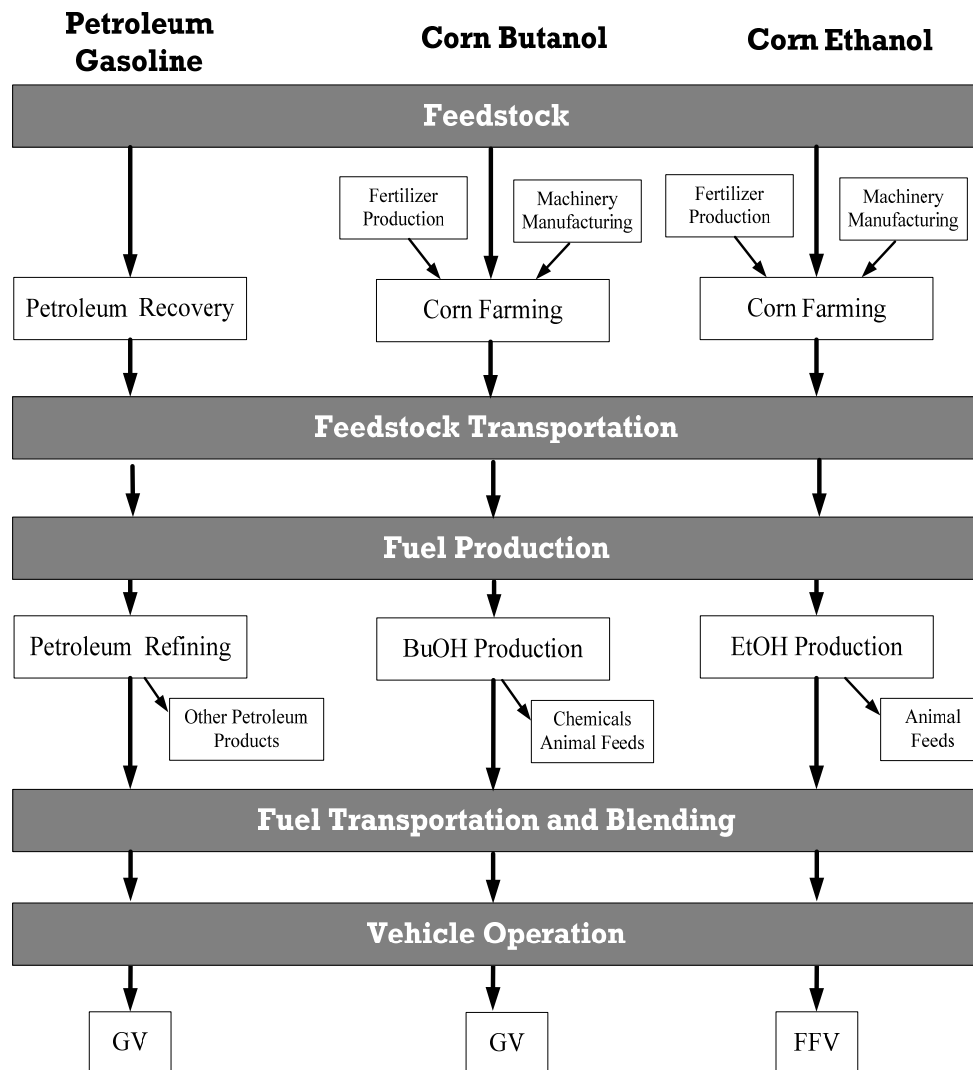 Petroleum
Gasoline
Corn Butanol
Corn Ethanol
Feedstock
Fertilizer
Production
Machinery
Manufacturing
Fertilizer
Production
Machinery
Manufacturing
Petroleum Recovery
Corn Farming
Corn Farming
Feedstock Transportation
Fuel Production
Petroleum Refining
BuOH Production
EtOH Production
Other Petroleum
Products
Chemicals
Animal Feeds
Animal
Feeds
Fuel Transportation and Blending
Vehicle Operation
GV
GV
FFV